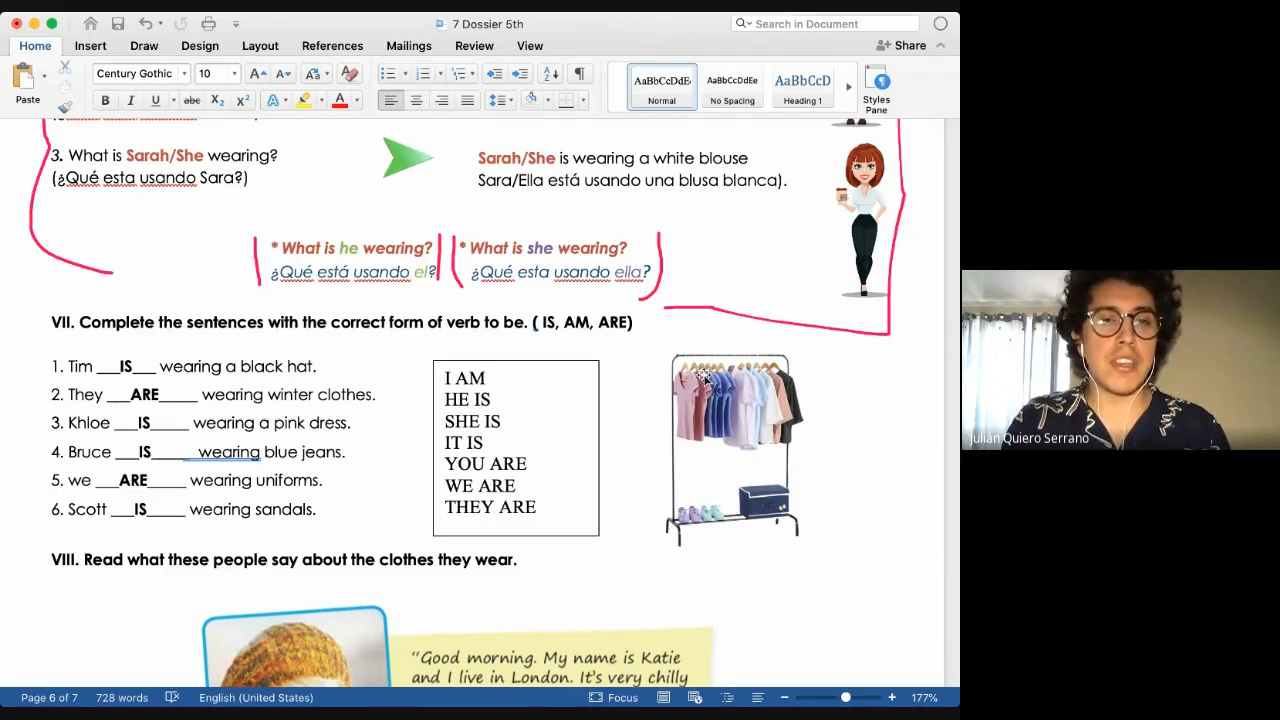 7 Dossier 5th
Search in Document
Home Insert Draw Design Layout References Mailings Review View
Share
Paste
Century Gothic 10
AaBbCcDdEe AaBbCcDdEe AaBbCcD
Normal No Spacing Heading 1
Styles Pane
3. What is Sarah/She wearing?
(¿Qué esta usando Sara?)
Sarah/She is wearing a white blouse
Sara/Ella está usando una blusa blanca).
* What is he wearing? * What is she wearing?
¿Qué está usando el? ¿Qué esta usando ella?
VII. Complete the sentences with the correct form of verb to be. ( IS, AM, ARE)
1. Tim ___IS___ wearing a black hat.
2. They ___ARE_____ wearing winter clothes.
3. Khloe ___IS_____ wearing a pink dress.
4. Bruce ___IS______ wearing blue jeans.
5. we ___ARE_____ wearing uniforms.
6. Scott ___IS_____ wearing sandals.
I AM
HE IS
SHE IS
IT IS
YOU ARE
WE ARE
THEY ARE
VIII. Read what these people say about the clothes they wear.
"Good morning. My name is Katie
and I live in London. It's very chilly
Page 6 of 7 728 words English (United States) Focus 177%
Julián Quiero Serrano